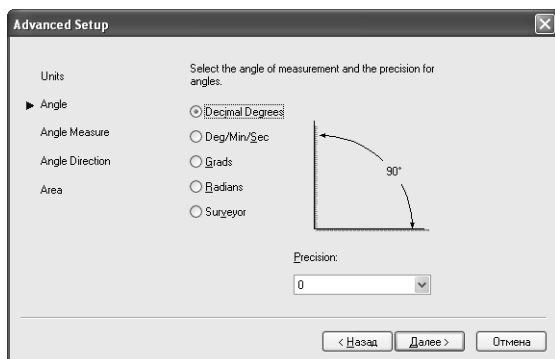 Advanced Setup
Units
Angle
Angle Measure
Angle Direction
Area
Select the angle of measurement and the precision for
angles.
Decimal Degrees
Deg/Min/Sec
Grads
Radians
Surveyor
90°
Precision:
0
< Назад
Далее >
Отмена